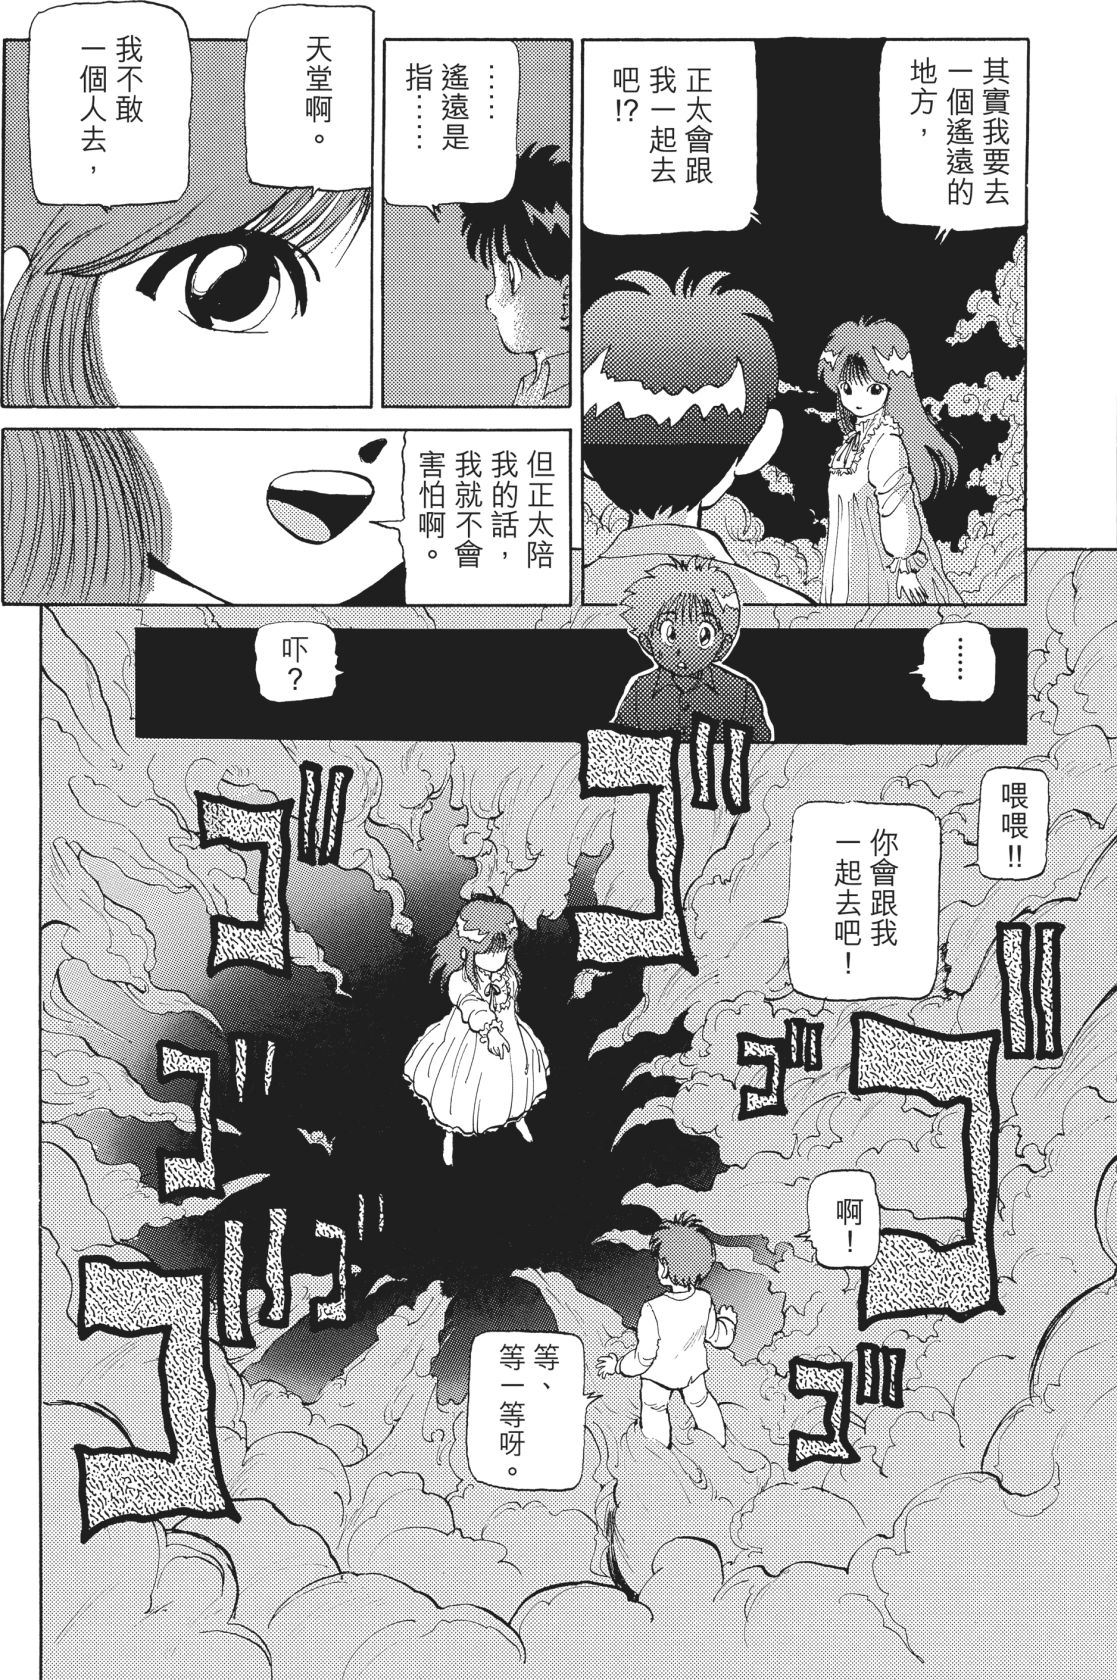 其實我要去
一個遙遠的
地方，
正太會跟
我一起去
吧!?
……
遙遠是
指……
天堂啊。
我不敢
一個人去，
但正太陪
我的話，
我就不會
害怕啊。
……
吓？
喂喂!!
你會跟我
一起去吧！
啊！
等、
等一等呀。
ゴ
ゴ
ゴ
ゴ
ゴ
ゴ
ゴ
ゴ
ゴ